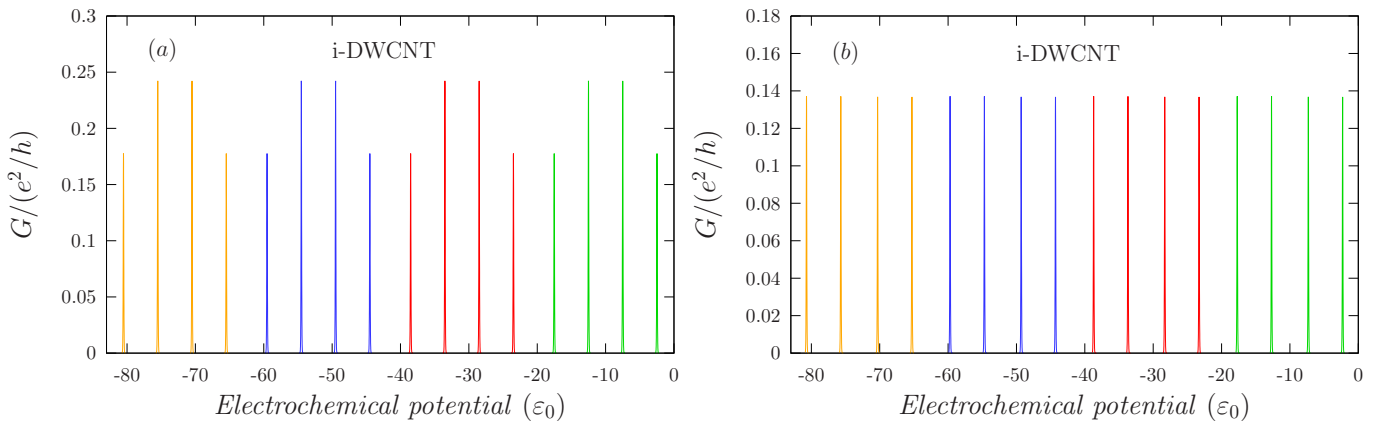 0.3
0.25
0.2
0.15
0.1
0.05
0
G/(e²/h)
(a)
i-DWCNT
-80 -70 -60 -50 -40 -30 -20 -10 0
Electrochemical potential (ε₀)
0.18
0.16
0.14
0.12
0.1
0.08
0.06
0.04
0.02
0
G/(e²/h)
(b)
i-DWCNT
-80 -70 -60 -50 -40 -30 -20 -10 0
Electrochemical potential (ε₀)